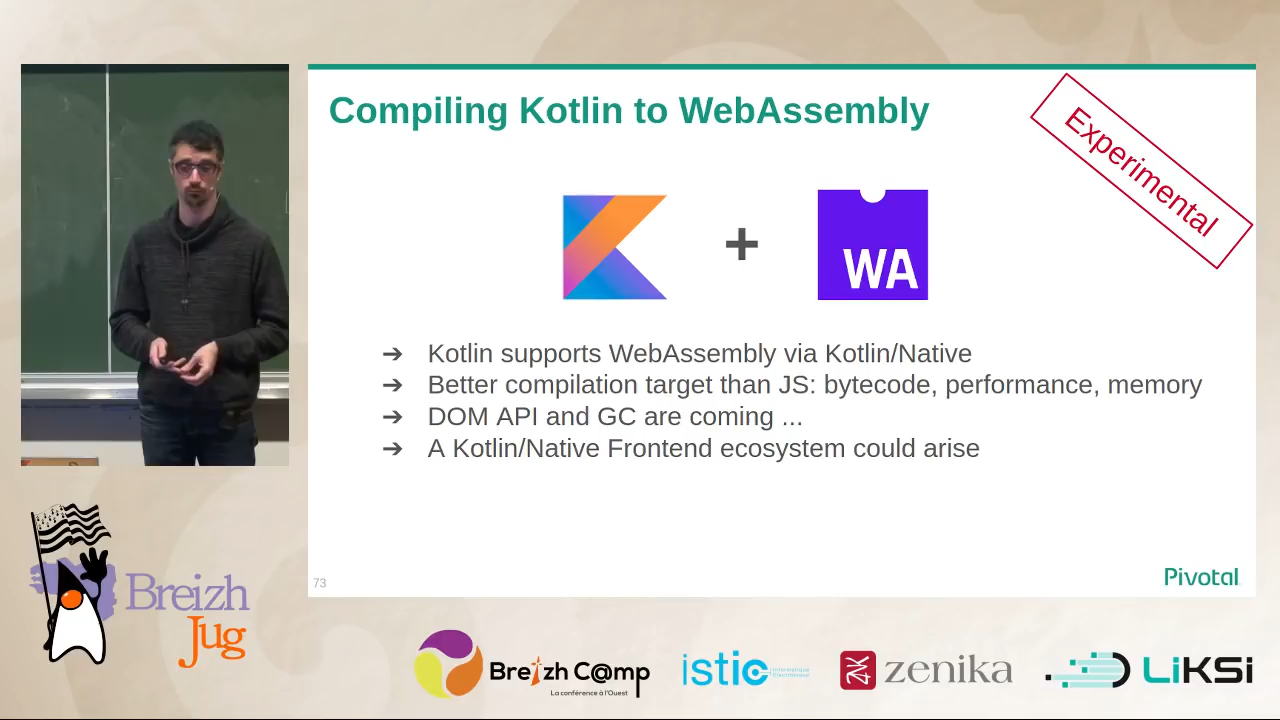 Compiling Kotlin to WebAssembly
Experimental
+
WA
➔ Kotlin supports WebAssembly via Kotlin/Native
➔ Better compilation target than JS: bytecode, performance, memory
➔ DOM API and GC are coming ...
➔ A Kotlin/Native Frontend ecosystem could arise
73
Pivotal
Breizh
Jug
Breizh C@mp
La conférence à l'Ouest
istic
Informatique
Électronique
zenika
LiKSi